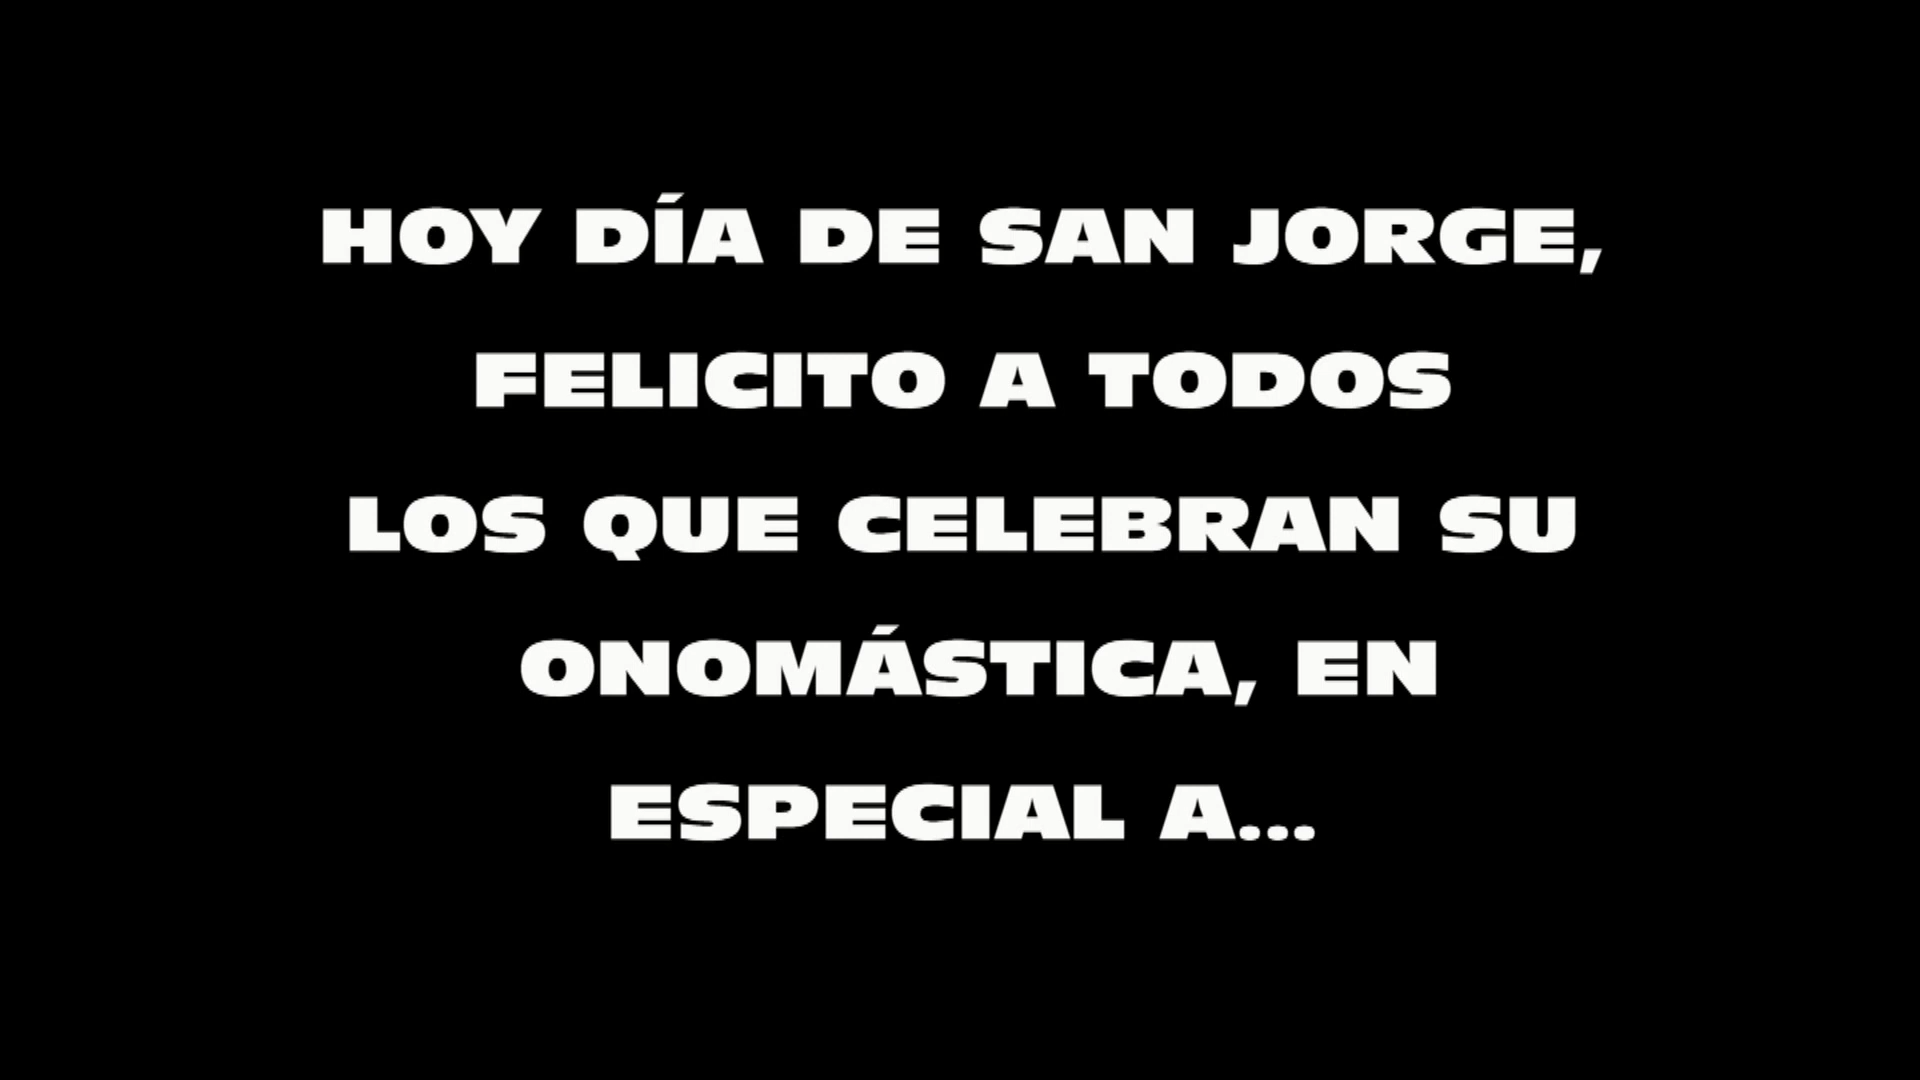 HOY DÍA DE SAN JORGE,
FELICITO A TODOS
LOS QUE CELEBRAN SU
ONOMÁSTICA, EN
ESPECIAL A...